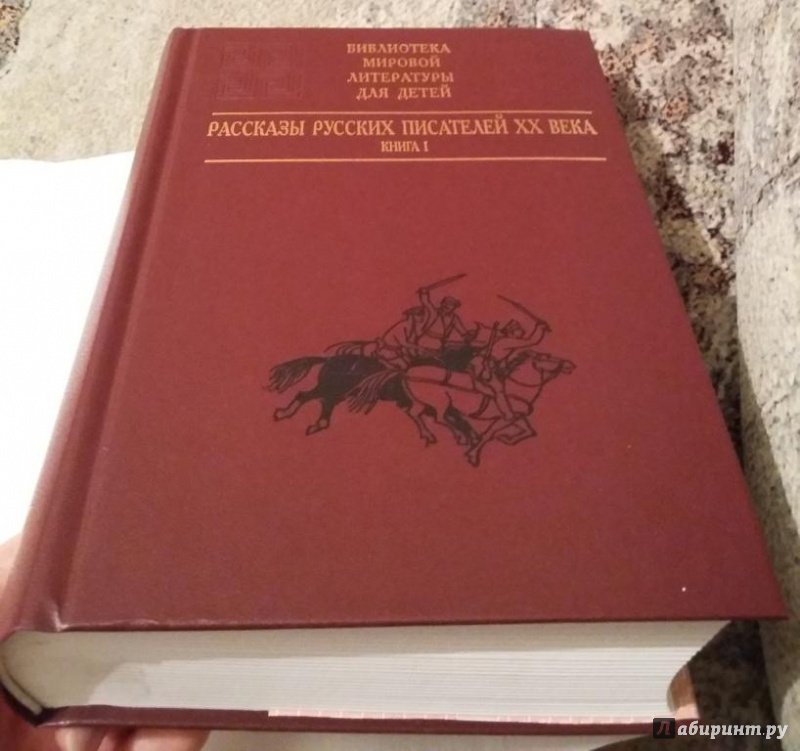 БИБЛИОТЕКА
МИРОВОЙ
ЛИТЕРАТУРЫ
ДЛЯ ДЕТЕЙ
РАССКАЗЫ РУССКИХ ПИСАТЕЛЕЙ XX ВЕКА
КНИГА I
Лабиринт.ру